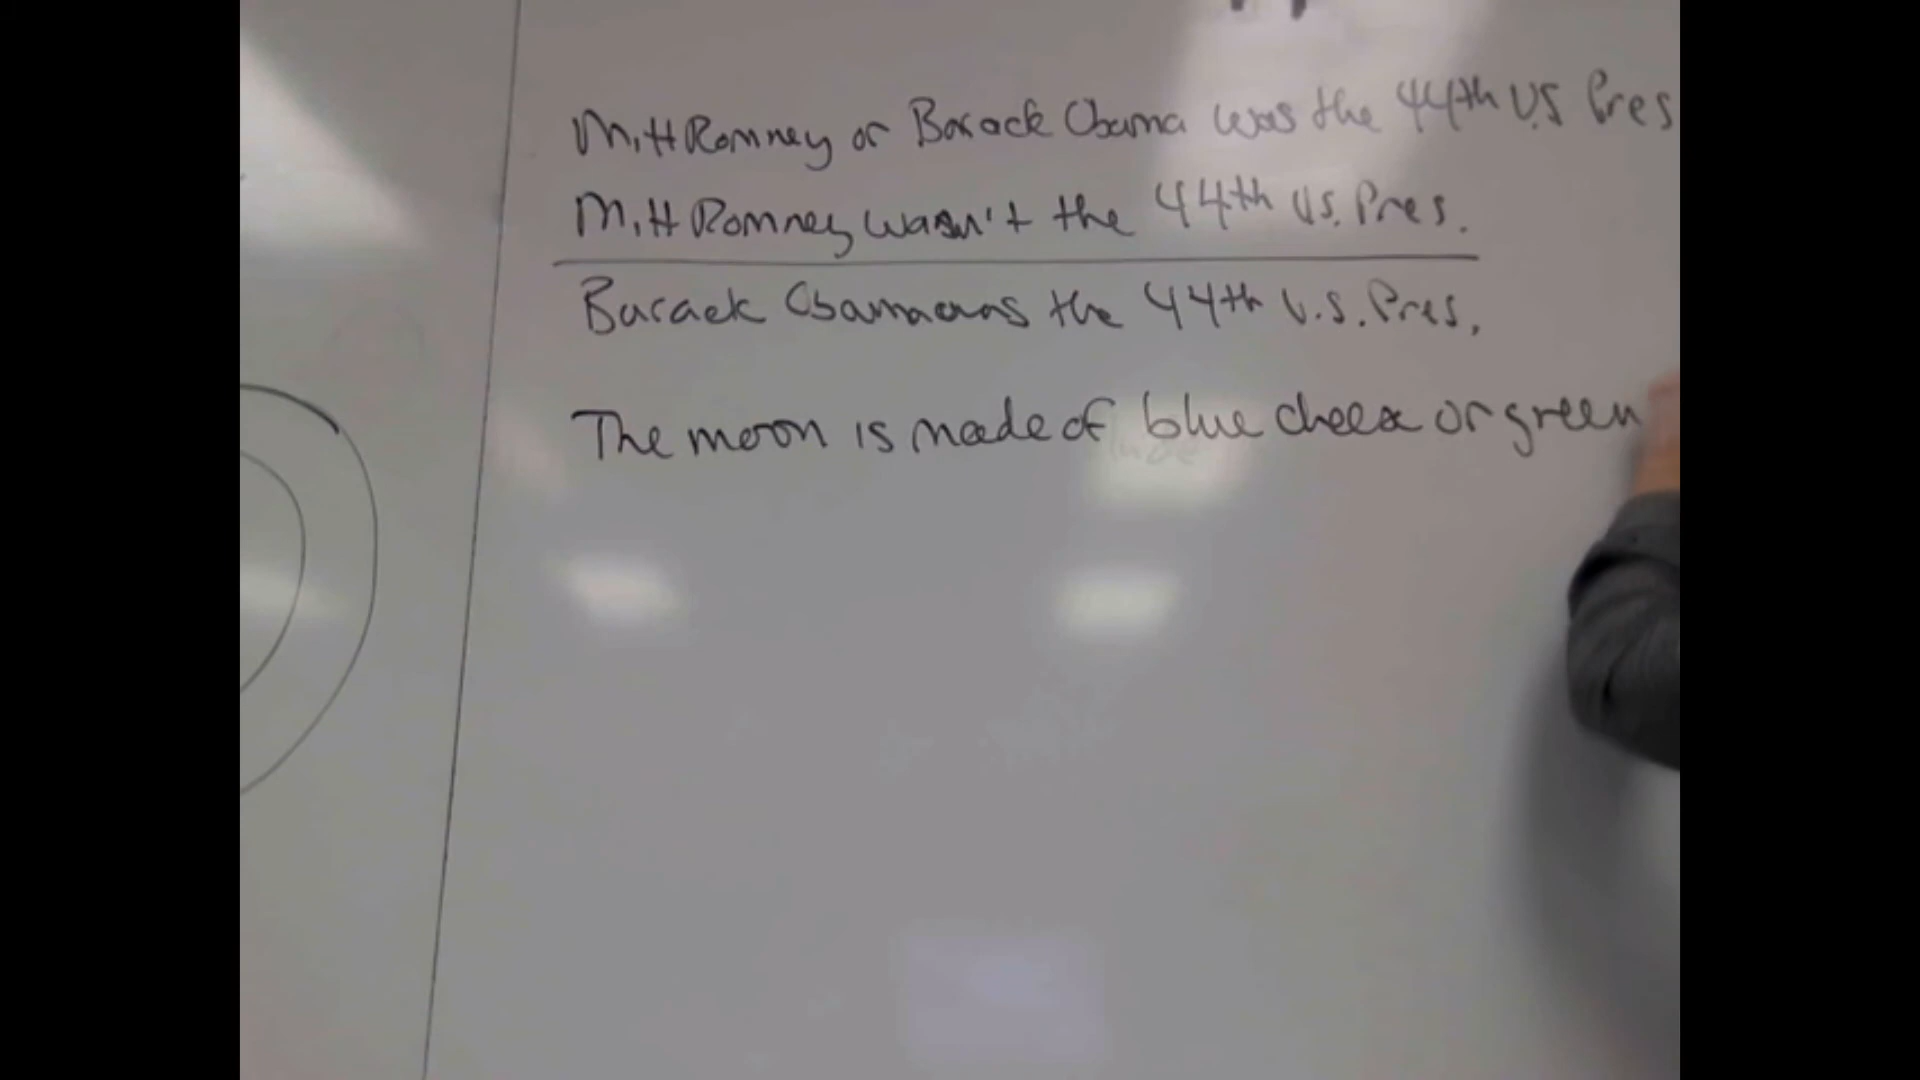 Mitt Romney or Barack Obama was the 44th U.S Pres
Mitt Romney wasn't the 44th U.S. Pres.
Barack Obama was the 44th U.S. Pres.
The moon is made of blue cheese or green